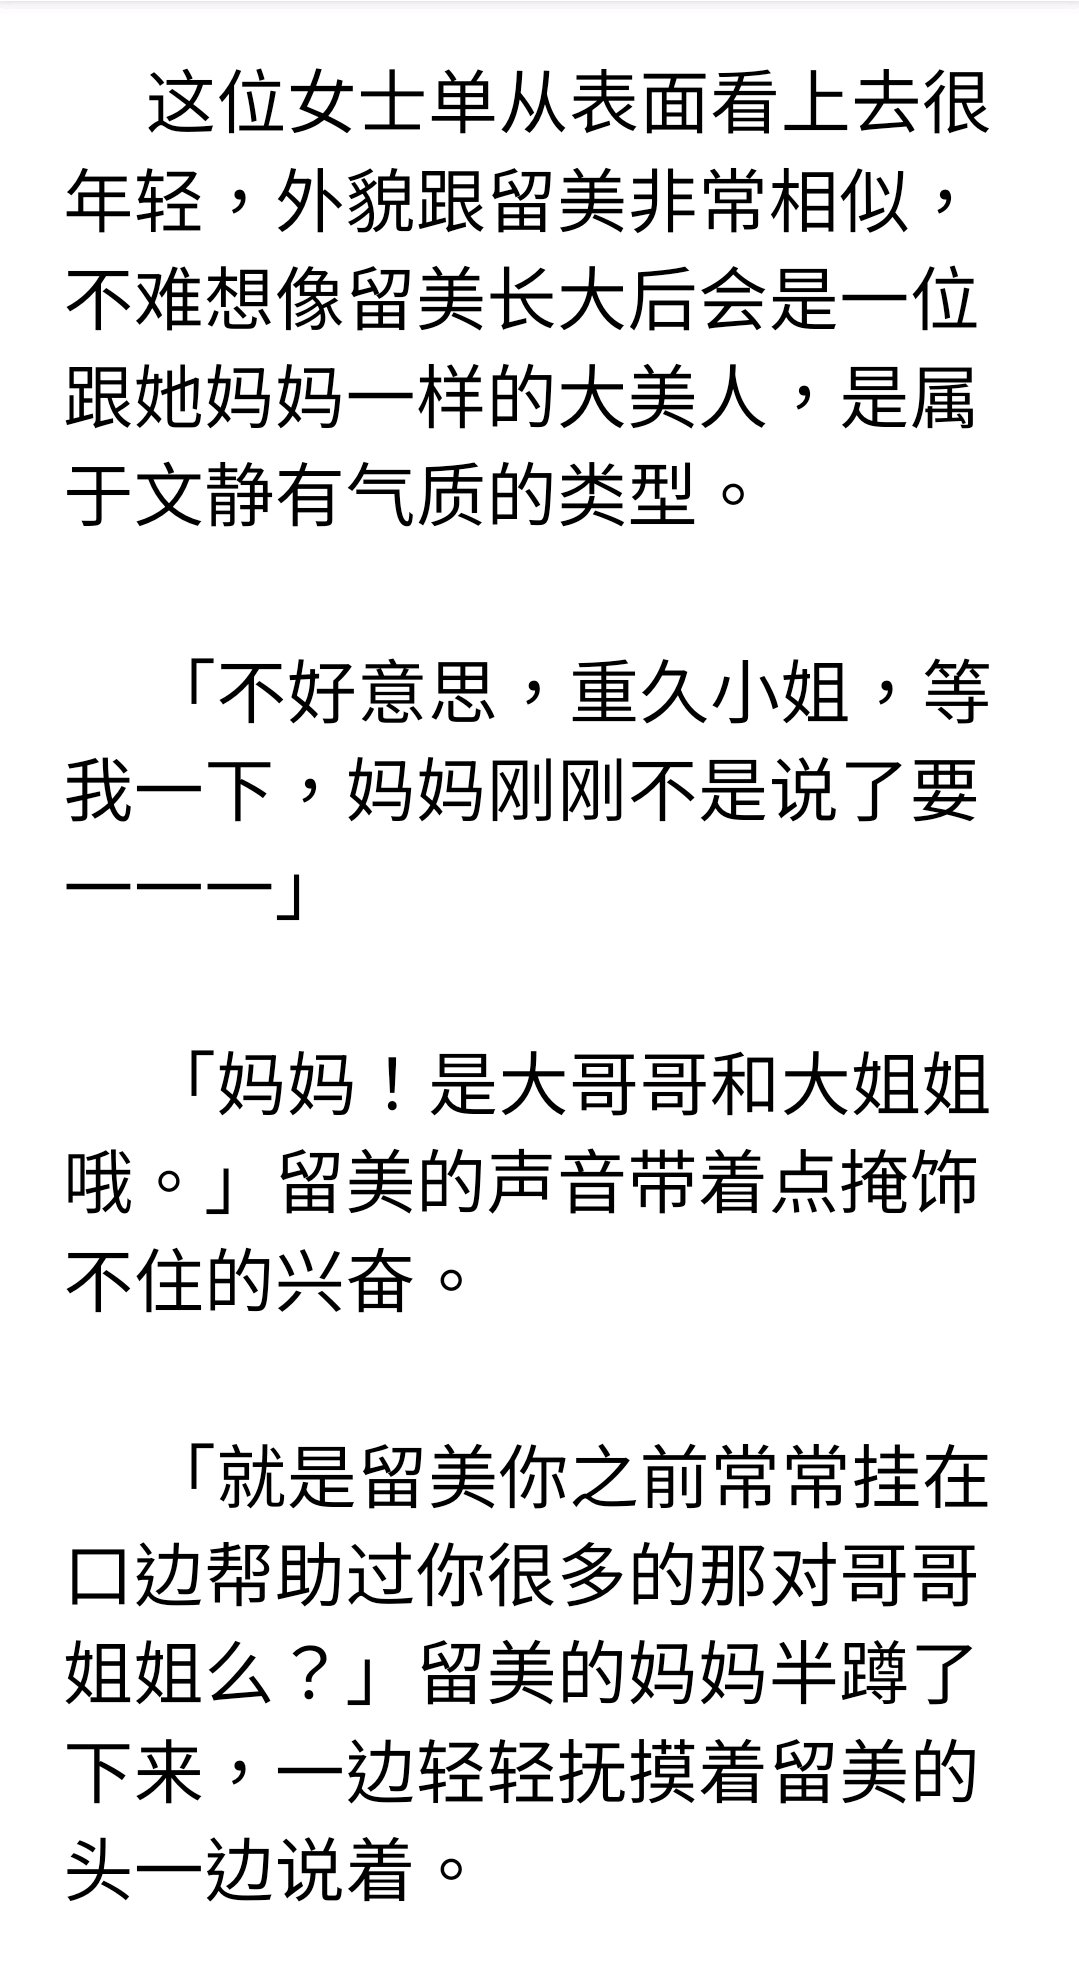 这位女士单从表面看上去很
年轻，外貌跟留美非常相似，
不难想像留美长大后会是一位
跟她妈妈一样的大美人，是属
于文静有气质的类型。
「不好意思，重久小姐，等
我一下，妈妈刚刚不是说了要
一一一」
「妈妈！是大哥哥和大姐姐
哦。」留美的声音带着点掩饰
不住的兴奋。
「就是留美你之前常常挂在
口边帮助过你很多的那对哥哥
姐姐么？」留美的妈妈半蹲了
下来，一边轻轻抚摸着留美的
头一边说着。